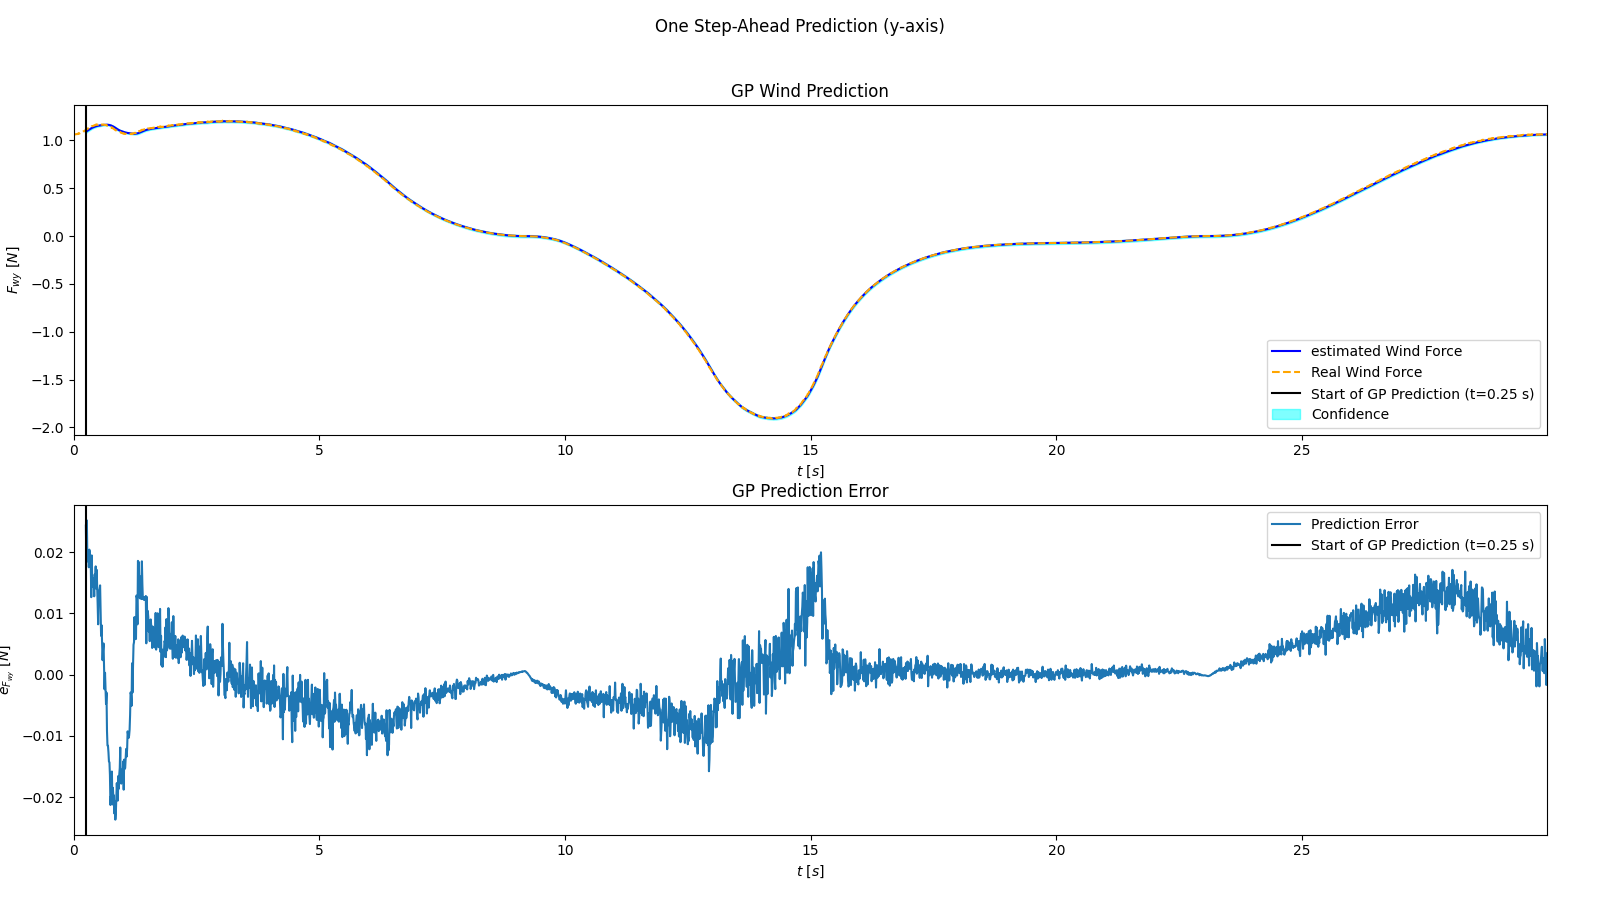 One Step-Ahead Prediction (y-axis)
GP Wind Prediction
1.0
0.5
0.0
−0.5
−1.0
−1.5
−2.0
F_wy [N]
estimated Wind Force
Real Wind Force
Start of GP Prediction (t=0.25 s)
Confidence
0 5 10 15 20 25
t [s]
GP Prediction Error
0.02
0.01
0.00
−0.01
−0.02
e_F_wy [N]
Prediction Error
Start of GP Prediction (t=0.25 s)
0 5 10 15 20 25
t [s]